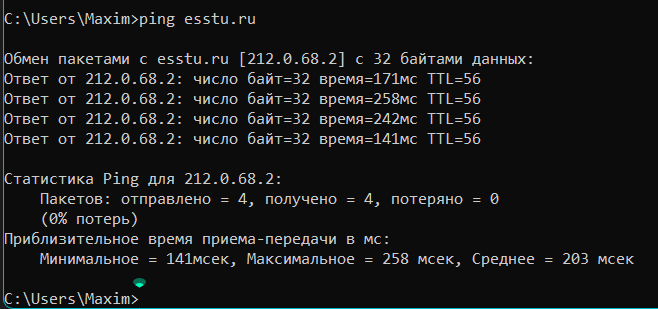 C:\Users\Maxim>ping esstu.ru
Обмен пакетами с esstu.ru [212.0.68.2] с 32 байтами данных:
Ответ от 212.0.68.2: число байт=32 время=171мс TTL=56
Ответ от 212.0.68.2: число байт=32 время=258мс TTL=56
Ответ от 212.0.68.2: число байт=32 время=242мс TTL=56
Ответ от 212.0.68.2: число байт=32 время=141мс TTL=56
Статистика Ping для 212.0.68.2:
Пакетов: отправлено = 4, получено = 4, потеряно = 0
(0% потерь)
Приблизительное время приема-передачи в мс:
Минимальное = 141мсек, Максимальное = 258 мсек, Среднее = 203 мсек
C:\Users\Maxim>